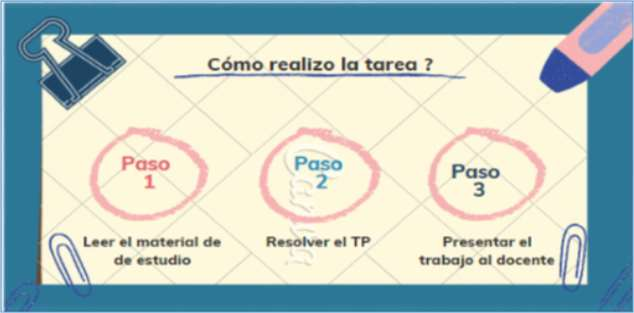 Cómo realizo la tarea ?
Paso
1
Paso
2
Paso
3
Leer el material de
de estudio
Resolver el TP
Presentar el
trabajo al docente